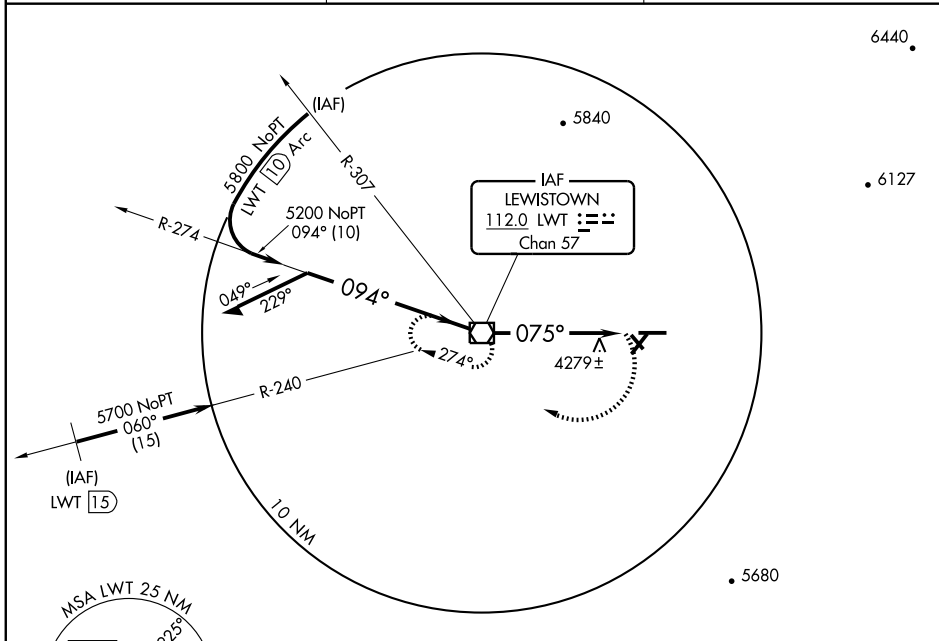 6440
(IAF)
5840
5800 NoPT
LWT 10 Arc
R-307
6127
IAF
LEWISTOWN
112.0 LWT
Chan 57
R-274
5200 NoPT
094° (10)
049°
229°
094°
075°
274°
4279±
5700 NoPT
060°
(15)
R-240
(IAF)
LWT 15
10 NM
5680
MSA LWT 25 NM
025°